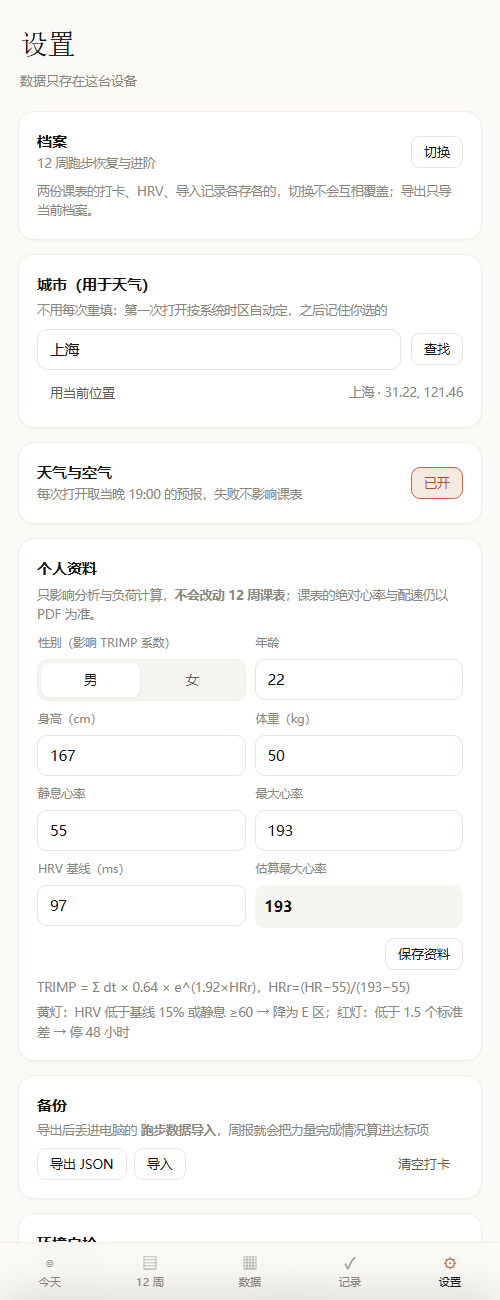 设置
数据只存在这台设备
档案
12 周跑步恢复与进阶
切换
两份课表的打卡、HRV、导入记录各存各的，切换不会互相覆盖；导出只导
当前档案。
城市（用于天气）
不用每次重填：第一次打开按系统时区自动定，之后记住你选的
上海
查找
用当前位置
上海 · 31.22, 121.46
天气与空气
每次打开取当晚 19:00 的预报，失败不影响课表
已开
个人资料
只影响分析与负荷计算，不会改动 12 周课表；课表的绝对心率与配速仍以
PDF 为准。
性别（影响 TRIMP 系数）
年龄
男
女
22
身高（cm）
体重（kg）
167
50
静息心率
最大心率
55
193
HRV 基线（ms）
估算最大心率
97
193
保存资料
TRIMP = Σ dt × 0.64 × e^(1.92×HRr)，HRr=(HR−55)/(193−55)
黄灯：HRV 低于基线 15% 或静息 ≥60 → 降为 E 区；红灯：低于 1.5 个标准
差 → 停 48 小时
备份
导出后丢进电脑的 跑步数据导入，周报就会把力量完成情况算进达标项
导出 JSON
导入
清空打卡
今天
12 周
数据
记录
设置